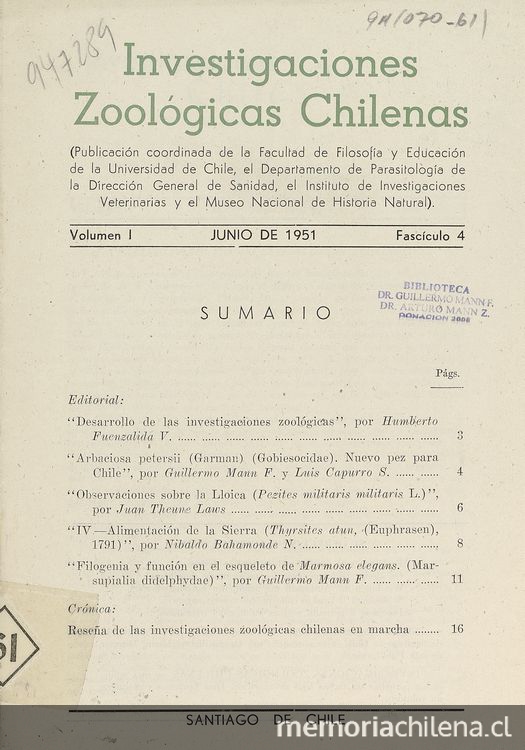 947289
9A(070-61)
Investigaciones
Zoológicas Chilenas
(Publicación coordinada de la Facultad de Filosofía y Educación
de la Universidad de Chile, el Departamento de Parasitología de
la Dirección General de Sanidad, el Instituto de Investigaciones
Veterinarias y el Museo Nacional de Historia Natural).
Volumen I JUNIO DE 1951 Fascículo 4
BIBLIOTECA
DR. GUILLERMO MANN F.
DR. ARTURO MANN Z.
DONACION 2008
SUMARIO
Págs.
Editorial:
“Desarrollo de las investigaciones zoológicas”, por Humberto
Fuenzalida V. ...... 3
“Arbaciosa petersii (Garman) (Gobiesocidae). Nuevo pez para
Chile”, por Guillermo Mann F. y Luis Capurro S. ...... 4
“Observaciones sobre la Lloica (Pezites militaris militaris L.)”,
por Juan Theune Laws ...... 6
“IV—Alimentación de la Sierra (Thyrsites atun, (Euphrasen),
1791)”, por Nibaldo Bahamonde N. ...... 8
“Filogenia y función en el esqueleto de Marmosa elegans. (Mar-
supialia didelphydae)”, por Guillermo Mann F. ...... 11
Crónica:
Reseña de las investigaciones zoológicas chilenas en marcha ...... 16
61
SANTIAGO DE CHILE
memoriachilena.cl